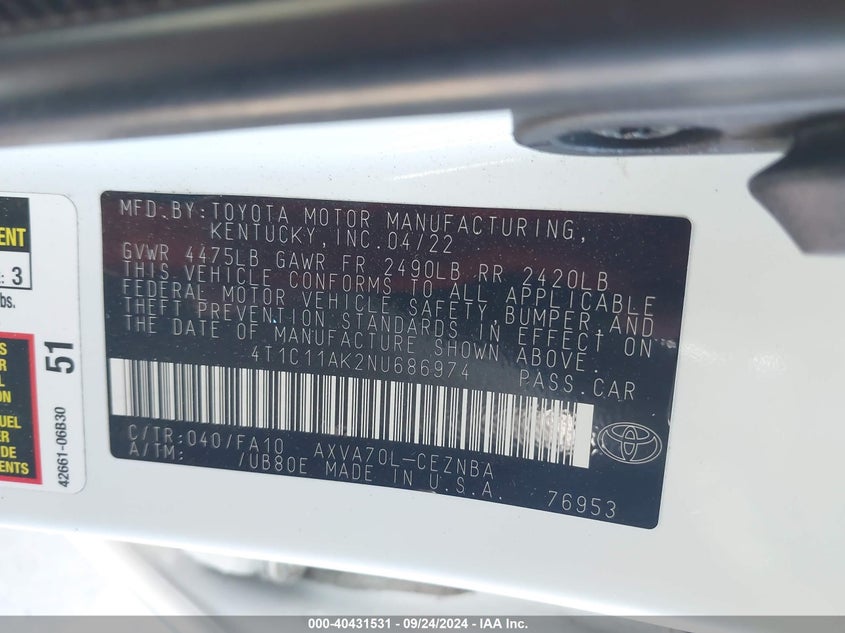 MFD.BY:TOYOTA MOTOR MANUFACTURING,
KENTUCKY,INC.04/22
GVWR 4475LB GAWR FR 2490LB RR 2420LB
THIS VEHICLE CONFORMS TO ALL APPLICABLE
FEDERAL MOTOR VEHICLE SAFETY, BUMPER, AND
THEFT PREVENTION STANDARDS IN EFFECT ON
THE DATE OF MANUFACTURE SHOWN ABOVE.
4T1C11AK2NU686974 PASS.CAR
C/TR:040/FA10 AXVA70L-CEZNBA
A/TM: /UB80E MADE IN U.S.A.
76953
: 3
51
42661-06B30
000-40431531 - 09/24/2024 - IAA Inc.